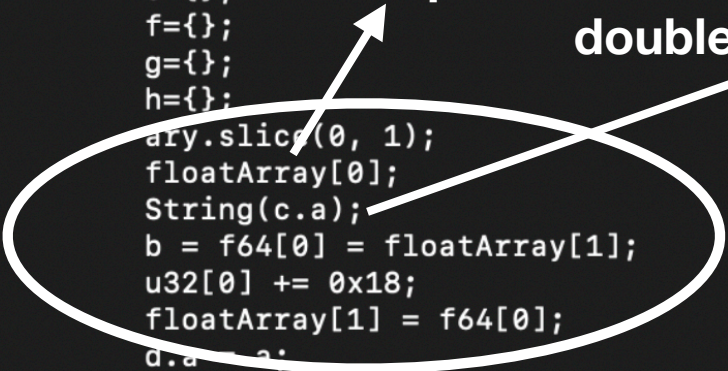 f={};
g={};
h={};
double
ary.slice(0, 1);
floatArray[0];
String(c.a);
b = f64[0] = floatArray[1];
u32[0] += 0x18;
floatArray[1] = f64[0];
d.a = a;